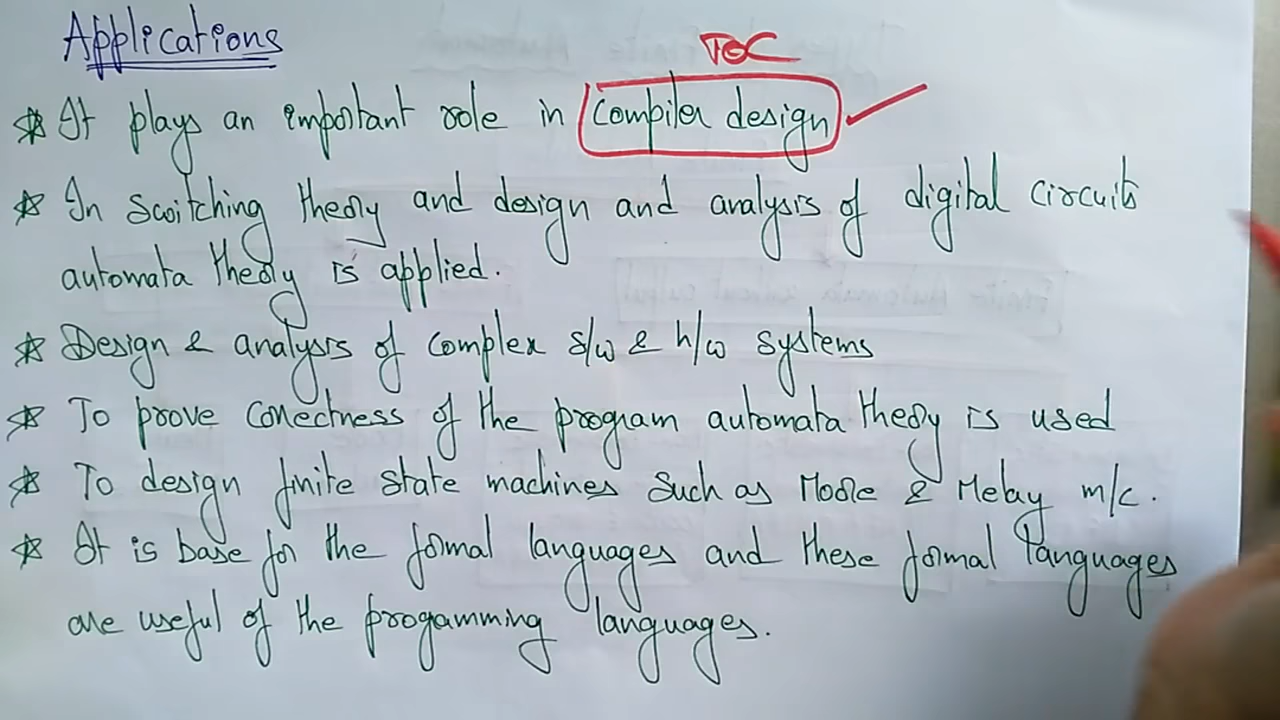 Applications
TOC
It plays an important role in Compiler design
In switching theory and design and analysis of digital circuits
automata theory is applied.
Design & analysis of complex s/w & h/w systems
To prove correctness of the program automata theory is used
To design finite state machines such as Moore & Melay m/c.
It is base for the formal languages and these formal languages
are useful of the progamming languages.